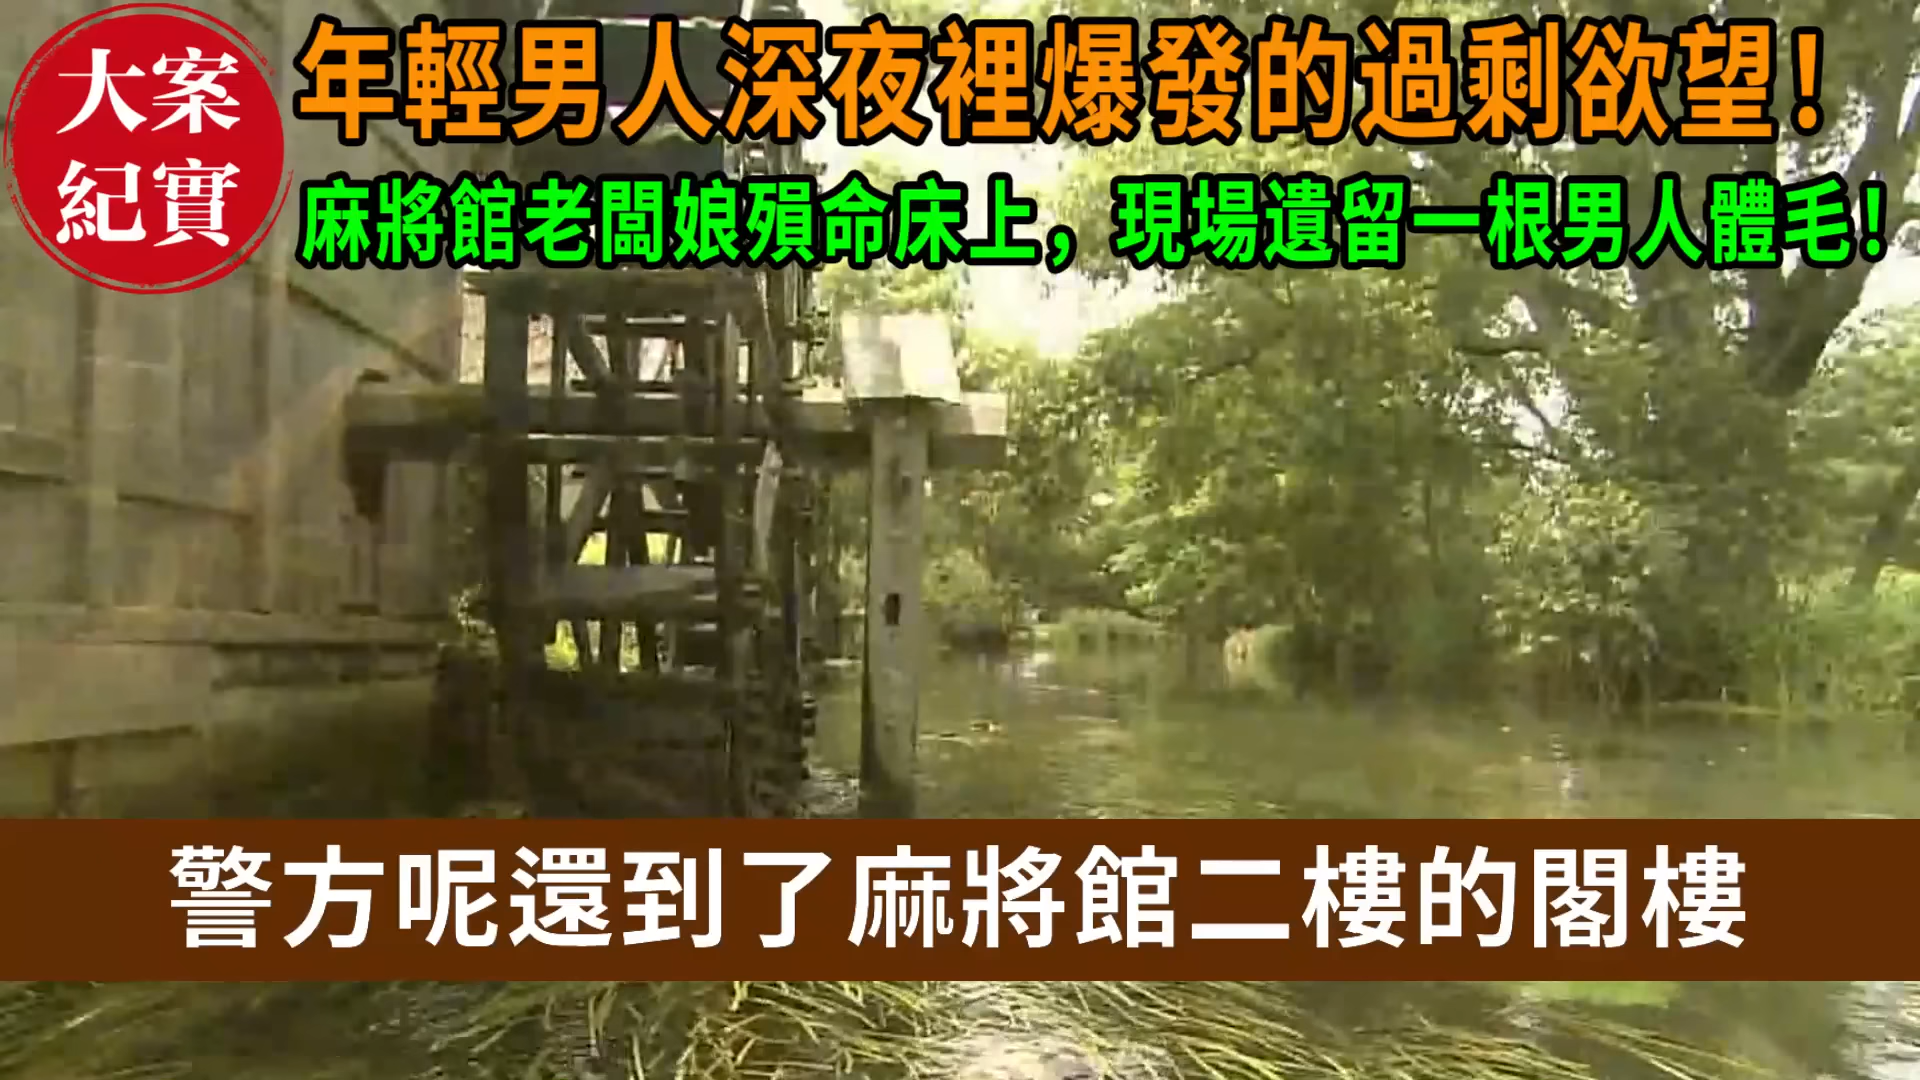 大案
紀實
年輕男人深夜裡爆發的過剩欲望！
麻將館老闆娘殞命床上，現場遺留一根男人體毛！
警方呢還到了麻將館二樓的閣樓